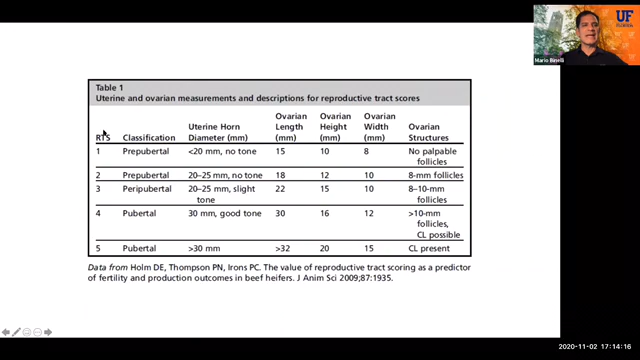 UF
FLORIDA
Mario Binelli
Table 1
Uterine and ovarian measurements and descriptions for reproductive tract scores
RTS Classification Uterine Horn Diameter (mm) Ovarian Length (mm) Ovarian Height (mm) Ovarian Width (mm) Ovarian Structures
1 Prepubertal <20 mm, no tone 15 10 8 No palpable follicles
2 Prepubertal 20–25 mm, no tone 18 12 10 8-mm follicles
3 Peripubertal 20–25 mm, slight tone 22 15 10 8–10-mm follicles
4 Pubertal 30 mm, good tone 30 16 12 >10-mm follicles, CL possible
5 Pubertal >30 mm >32 20 15 CL present
Data from Holm DE, Thompson PN, Irons PC. The value of reproductive tract scoring as a predictor
of fertility and production outcomes in beef heifers. J Anim Sci 2009;87:1935.
2020-11-02 17:14:16